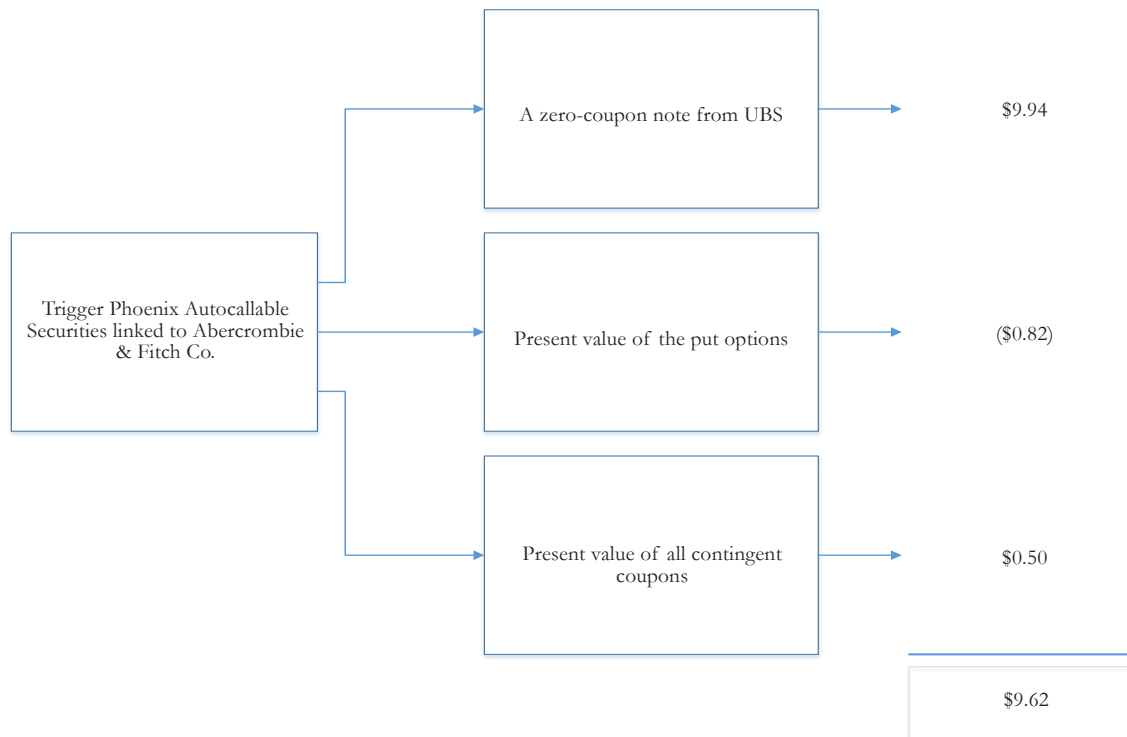 A zero-coupon note from UBS
$9.94
Trigger Phoenix Autocallable
Securities linked to Abercrombie
& Fitch Co.
Present value of the put options
($0.82)
Present value of all contingent
coupons
$0.50
$9.62